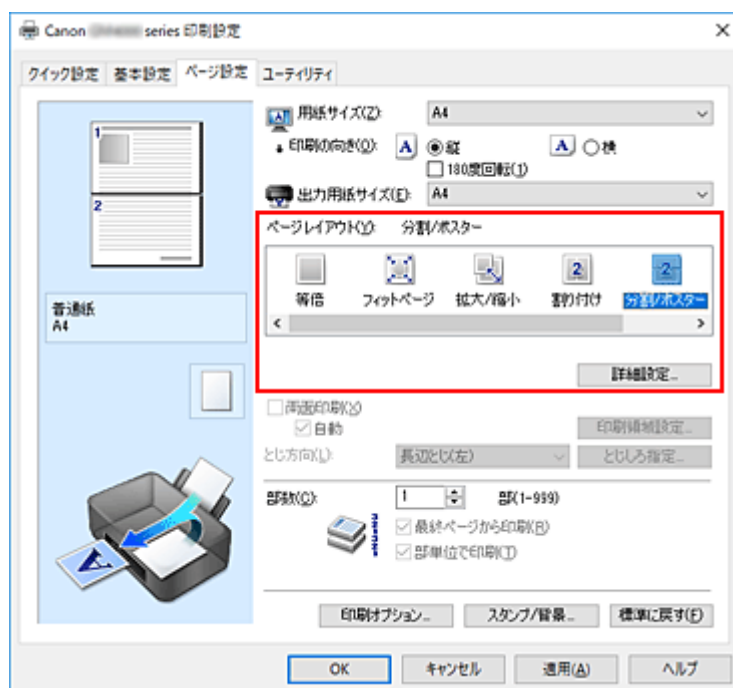 Canon series 印刷設定
クイック設定 基本設定 ページ設定 ユーティリティ
1
2
普通紙
A4
用紙サイズ(Z): A4
印刷の向き(O): A 縦 A 横
180度回転(1)
出力用紙サイズ(E): A4
ページレイアウト(Y): 分割/ポスター
2 2
等倍 フィットページ 拡大/縮小 割り付け 分割/ポスター
詳細設定...
両面印刷(X)
自動 印刷領域設定...
とじ方向(L): 長辺とじ(左) とじしろ指定...
部数(C): 1 部(1-999)
最終ページから印刷(R)
部単位で印刷(T)
A
印刷オプション... スタンプ/背景... 標準に戻す(F)
OK キャンセル 適用(A) ヘルプ